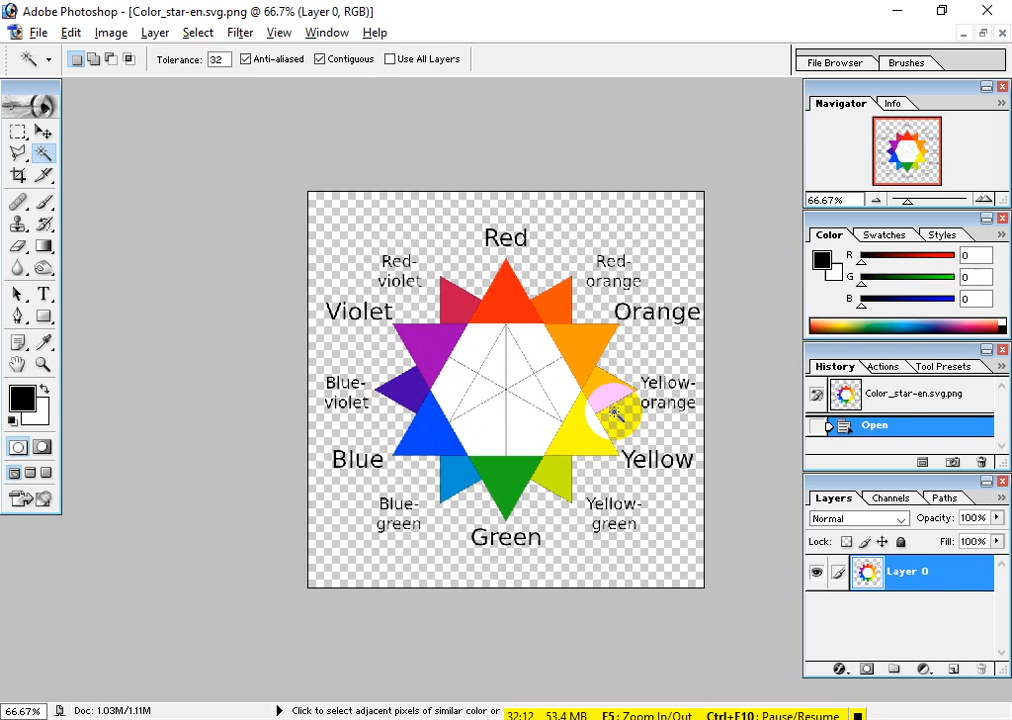 Adobe Photoshop - [Color_star-en.svg.png @ 66.7% (Layer 0, RGB)]
File Edit Image Layer Select Filter View Window Help
Tolerance: 32 Anti-aliased Contiguous Use All Layers
File Browser Brushes
Navigator Info
66.67%
Color Swatches Styles
R 0
G 0
B 0
History Actions Tool Presets
Color_star-en.svg.png
Open
Layers Channels Paths
Normal Opacity: 100%
Lock: Fill: 100%
Layer 0
Red
Red-
violet
Red-
orange
Violet
Orange
Blue-
violet
Yellow-
orange
Blue
Yellow
Blue-
green
Yellow-
green
Green
T
66.67% Doc: 1.03M/1.11M Click to select adjacent pixels of similar color or
32:12 53.4 MB F5: Zoom In/Out Ctrl+F10: Pause/Resume